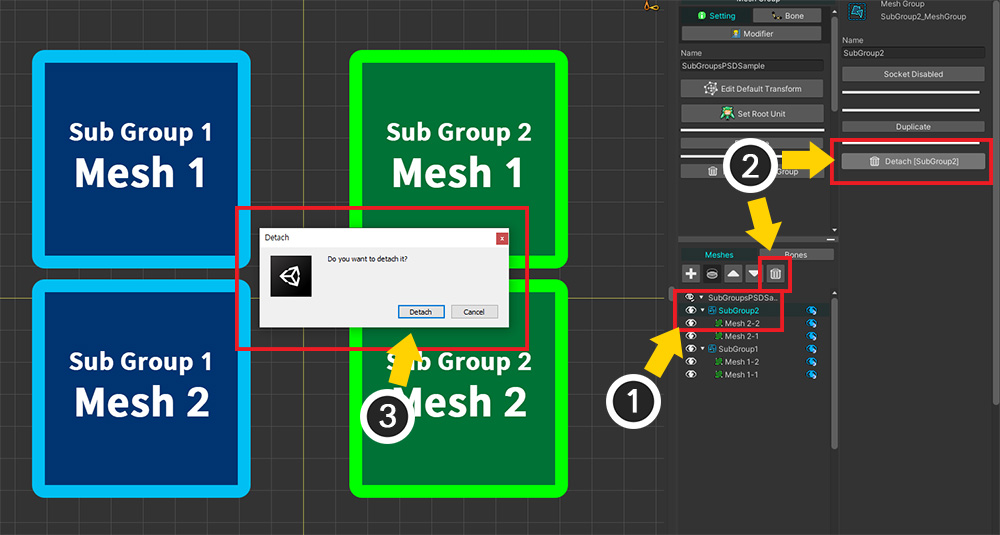 Sub Group 1
Mesh 1
Sub Group 2
Mesh 1
Sub Group 1
Mesh 2
Sub Group 2
Mesh 2
Detach
x
Do you want to detach it?
Detach
Cancel
3
Mesh Group
Setting
Bone
Modifier
Name
SubGroupsPSDSample
Edit Default Transform
Set Root Unit
Group
2
Meshes
Bones
SubGroupsPSDSa..
SubGroup2
Mesh 2-2
Mesh 2-1
SubGroup1
Mesh 1-2
Mesh 1-1
1
Mesh Group
SubGroup2_MeshGroup
Name
SubGroup2
Socket Disabled
Duplicate
Detach [SubGroup2]